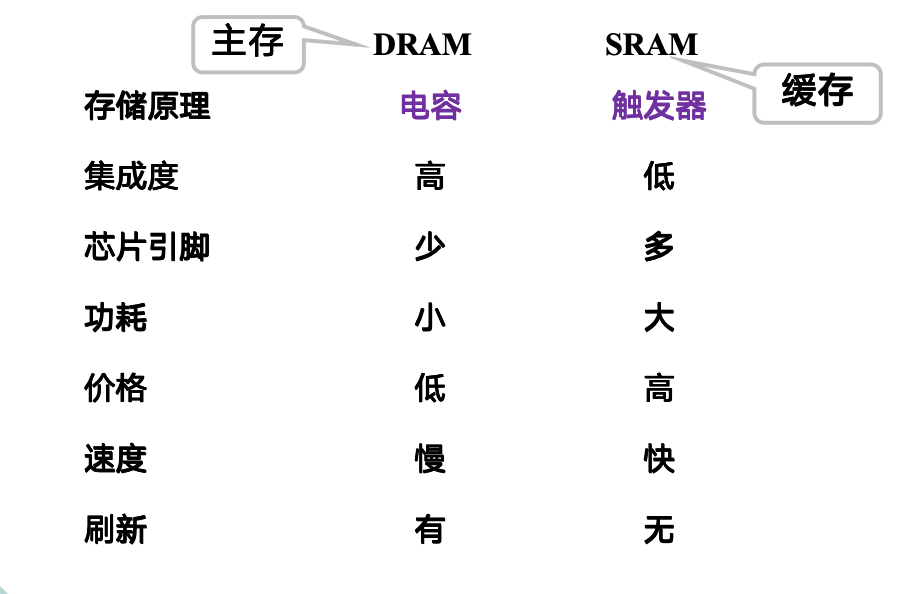 主存 DRAM SRAM
缓存
存储原理 电容 触发器
集成度 高 低
芯片引脚 少 多
功耗 小 大
价格 低 高
速度 慢 快
刷新 有 无